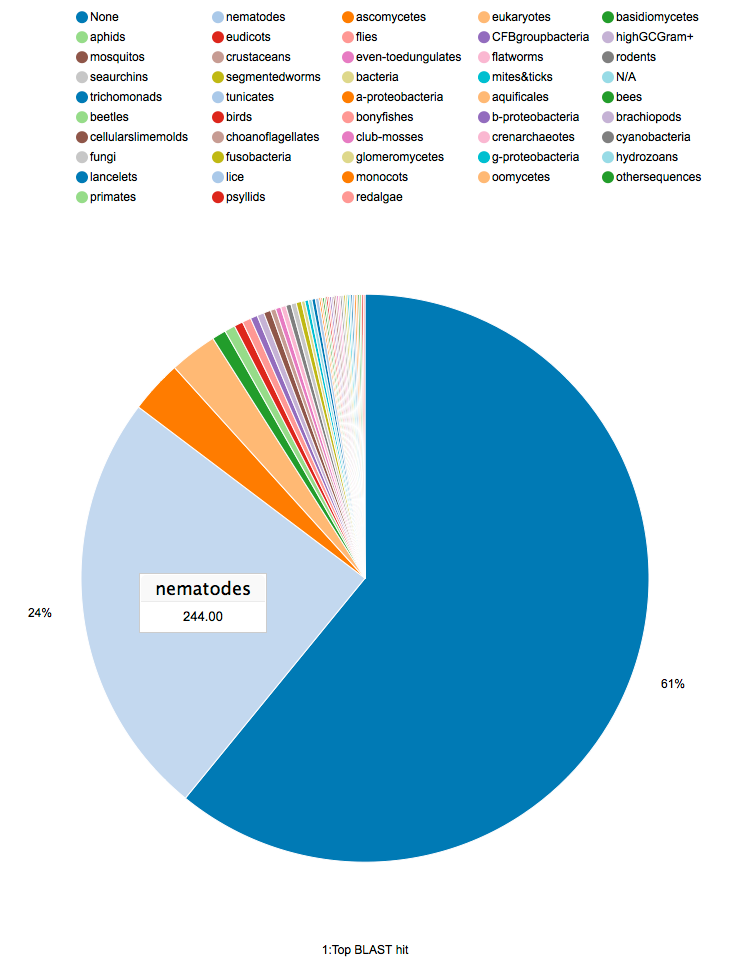 None nematodes ascomycetes eukaryotes basidiomycetes
aphids eudicots flies CFBgroupbacteria highGCGram+
mosquitos crustaceans even-toedungulates flatworms rodents
seaurchins segmentedworms bacteria mites&ticks N/A
trichomonads tunicates a-proteobacteria aquificales bees
beetles birds bonyfishes b-proteobacteria brachiopods
cellularslimemolds choanoflagellates club-mosses crenarchaeotes cyanobacteria
fungi fusobacteria glomeromycetes g-proteobacteria hydrozoans
lancelets lice monocots oomycetes othersequences
primates psyllids redalgae
nematodes
244.00
24%
61%
1:Top BLAST hit